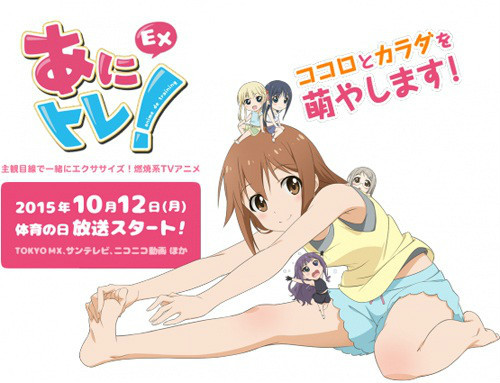 あにトレ!EX
anime de training
ココロとカラダを
萌やします!
主観目線で一緒にエクササイズ!燃焼系TVアニメ
2015年10月12日(月)
体育の日 放送スタート!
TOKYO MX、サンテレビ、ニコニコ動画 ほか